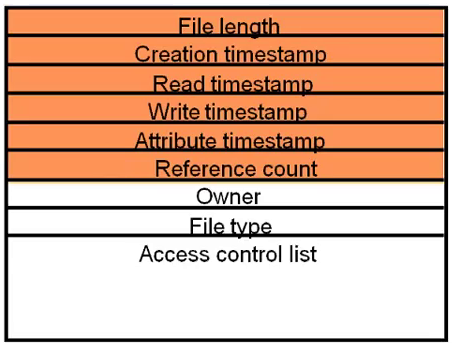 File length
Creation timestamp
Read timestamp
Write timestamp
Attribute timestamp
Reference count
Owner
File type
Access control list